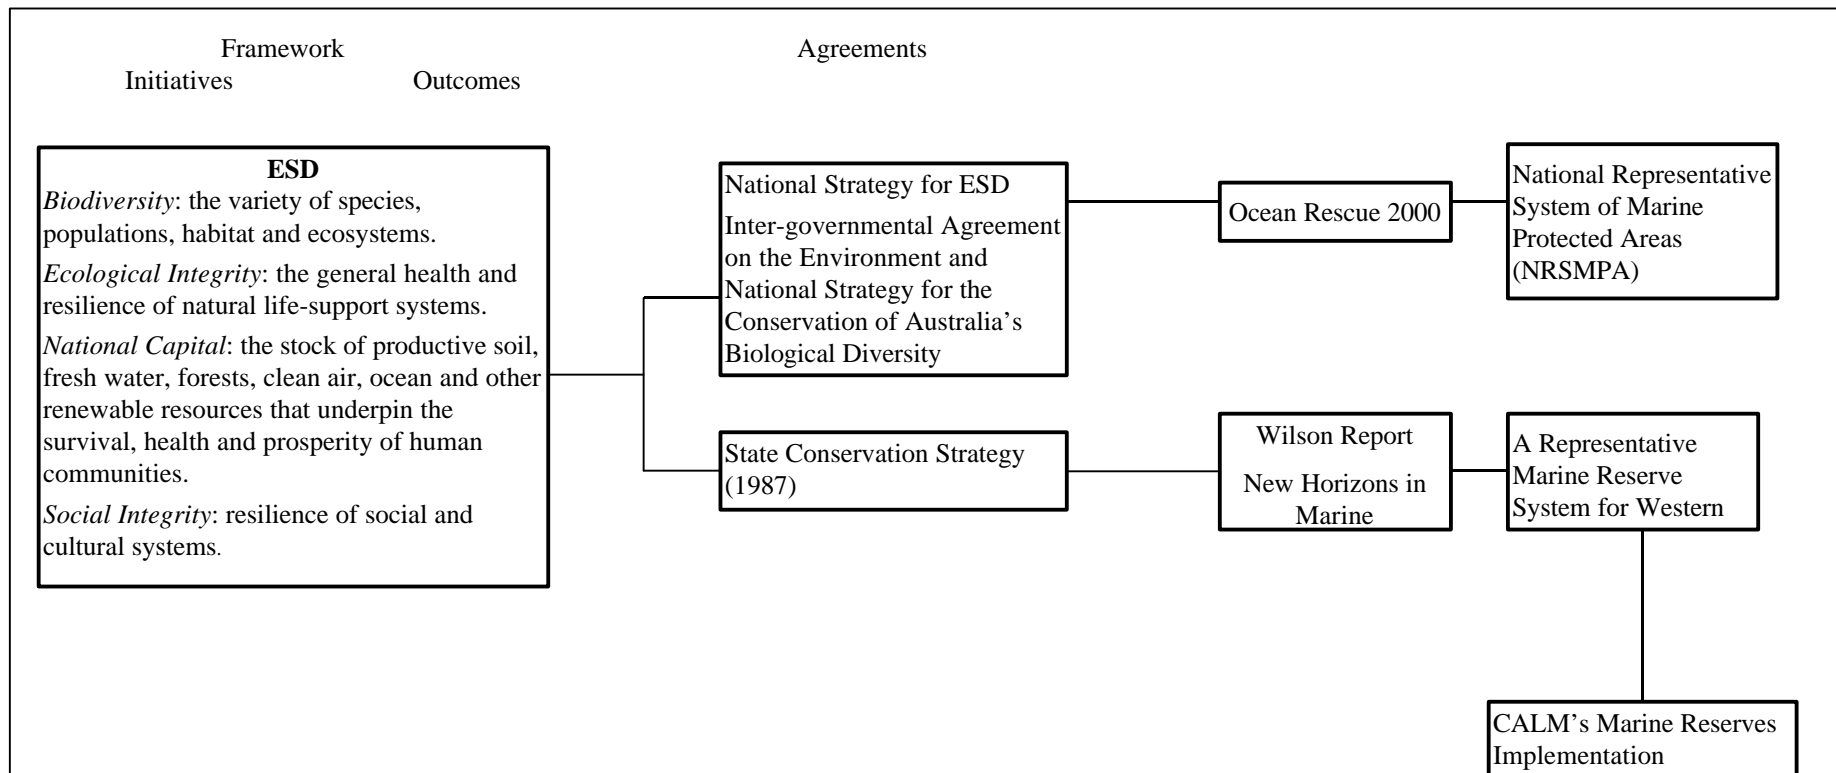 Framework Agreements
Initiatives Outcomes
ESD
Biodiversity: the variety of species,
populations, habitat and ecosystems.
Ecological Integrity: the general health and
resilience of natural life-support systems.
National Capital: the stock of productive soil,
fresh water, forests, clean air, ocean and other
renewable resources that underpin the
survival, health and prosperity of human
communities.
Social Integrity: resilience of social and
cultural systems.
National Strategy for ESD
Inter-governmental Agreement
on the Environment and
National Strategy for the
Conservation of Australia’s
Biological Diversity
Ocean Rescue 2000
National Representative
System of Marine
Protected Areas
(NRSMPA)
State Conservation Strategy
(1987)
Wilson Report
New Horizons in
Marine
A Representative
Marine Reserve
System for Western
CALM’s Marine Reserves
Implementation